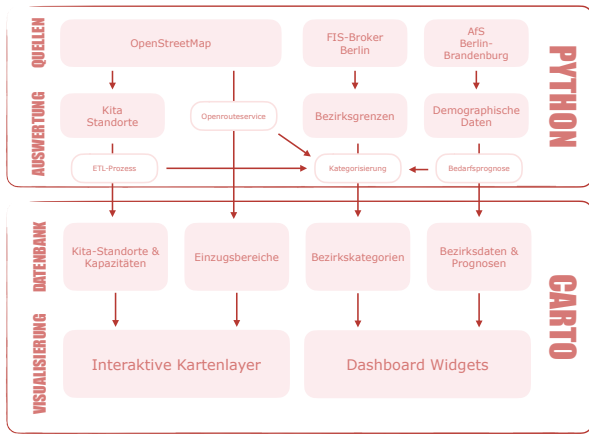 QUELLEN
OpenStreetMap
FIS-Broker
Berlin
AfS
Berlin-
Brandenburg
PYTHON
AUSWERTUNG
Kita
Standorte
Openrouteservice
Bezirksgrenzen
Demographische
Daten
ETL-Prozess
Kategorisierung
Bedarfsprognose
DATENBANK
Kita-Standorte &
Kapazitäten
Einzugsbereiche
Bezirkskategorien
Bezirksdaten &
Prognosen
CARTO
VISUALISIERUNG
Interaktive Kartenlayer
Dashboard Widgets